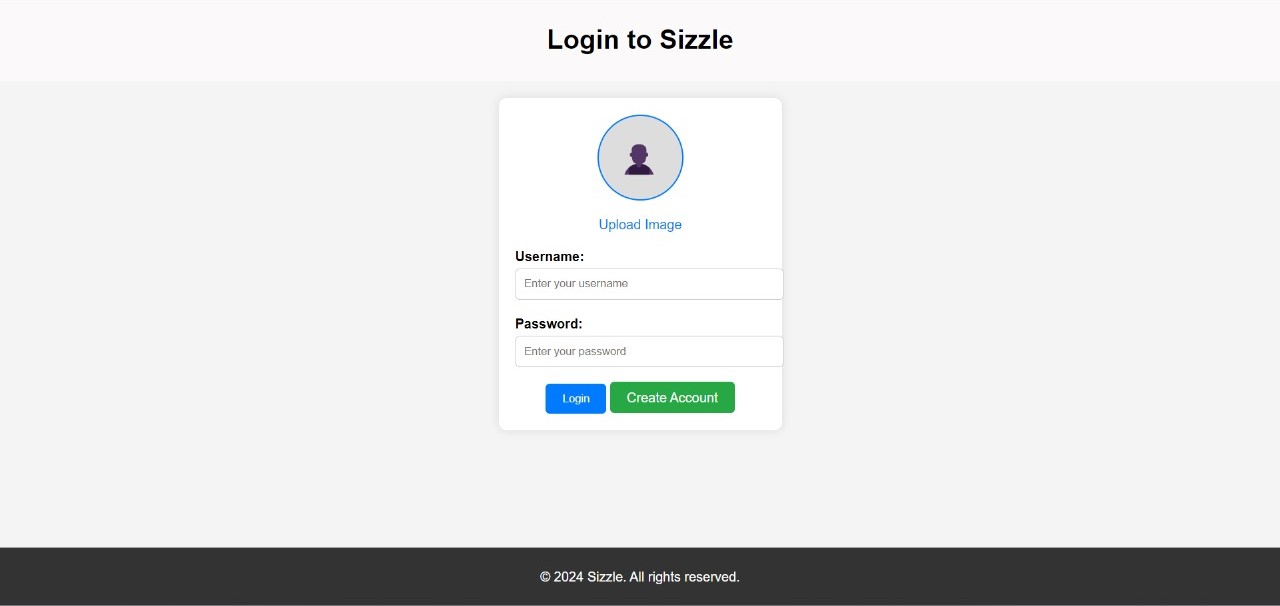 Login to Sizzle
Upload Image
Username:
Enter your username
Password:
Enter your password
Login Create Account
© 2024 Sizzle. All rights reserved.